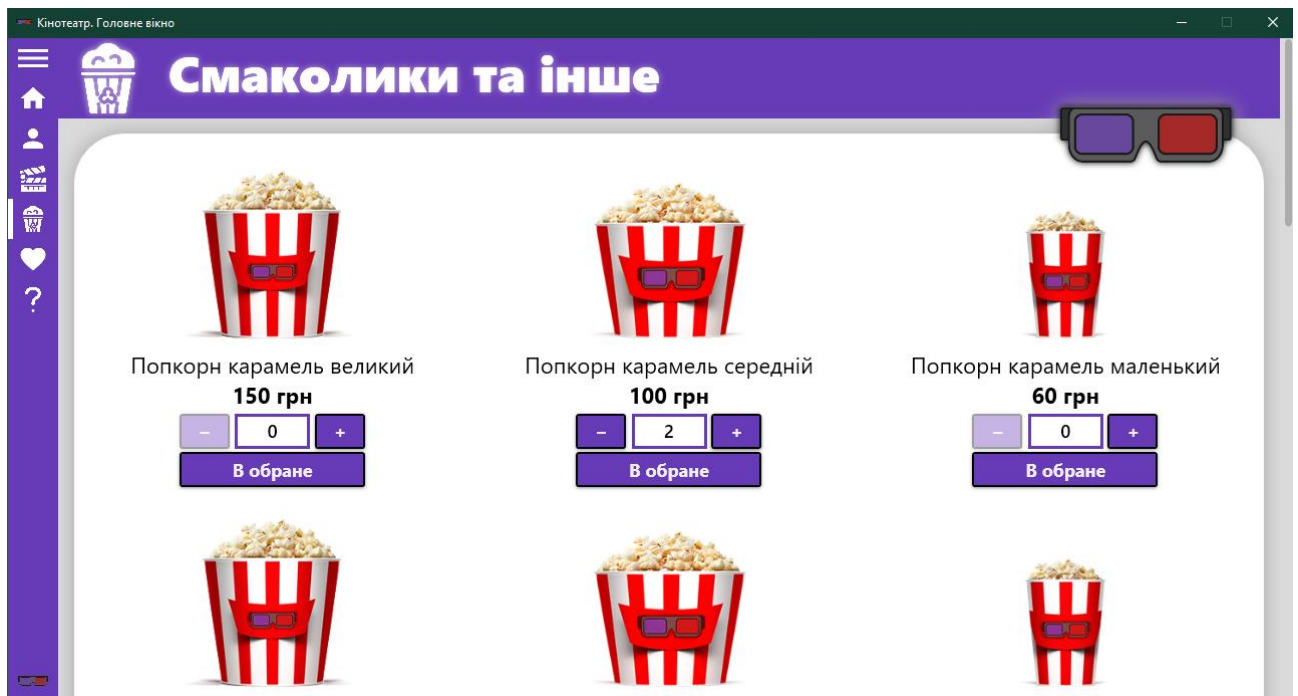 Кінотеатр. Головне вікно
Смаколики та інше
Попкорн карамель великий
150 грн
– 0 +
В обране
Попкорн карамель середній
100 грн
– 2 +
В обране
Попкорн карамель маленький
60 грн
– 0 +
В обране